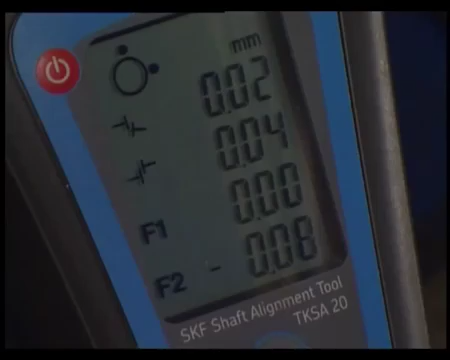 mm
0.02
0.04
0.00
F1
F2 - 0.08
SKF Shaft Alignment Tool
TKSA 20